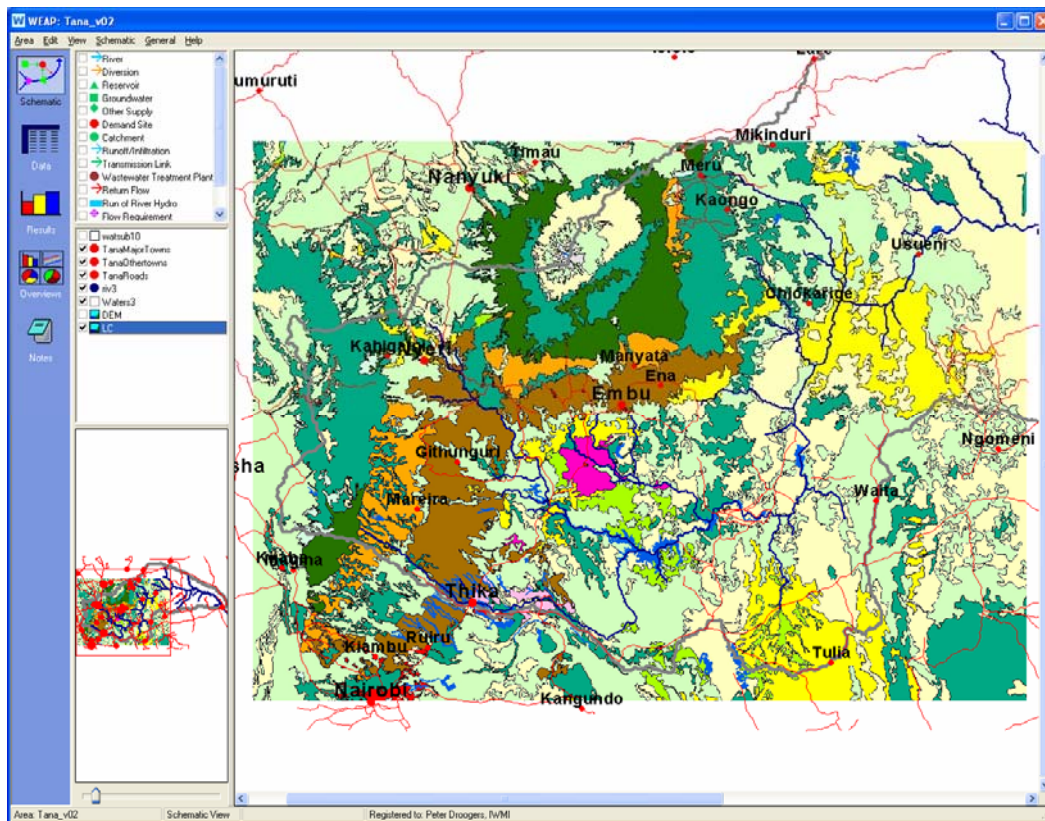 WEAP: Tana_v02
Area Edit View Schematic General Help
Schematic
Data
Results
Overviews
Notes
River
Diversion
Reservoir
Groundwater
Other Supply
Demand Site
Catchment
Runoff/Infiltration
Transmission Link
Wastewater Treatment Plant
Return Flow
Run of River Hydro
Flow Requirement
watsub10
TanaMajorTowns
TanaOthertowns
TanaRoads
riv3
Waters3
DEM
LC
umuruti
Mikinduri
Timau
Meru
Nanyuki
Kaongo
Usueni
Chiokarige
Manyata
Ena
Embu
Ngomeni
Githunguri
sha
Waita
Mareira
Thika
Ruiru
Kiambu
Tulia
Nairobi
Kangundo
Area: Tana_v02 Schematic View Registered to: Peter Droogers, IWMI